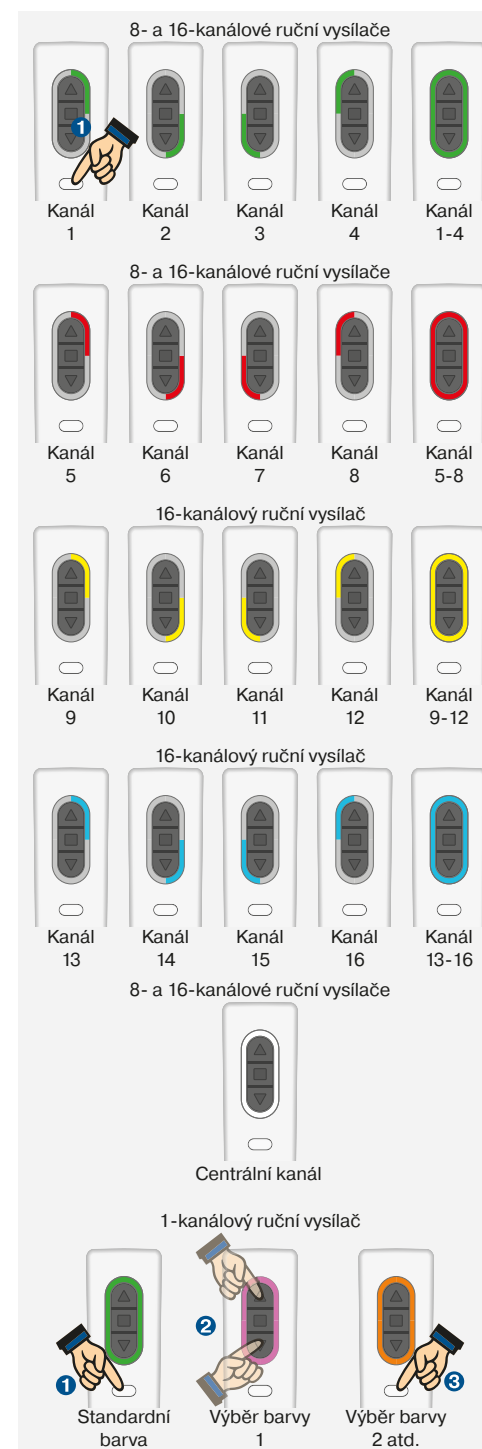 8- a 16-kanálové ruční vysílače
1
Kanál Kanál Kanál Kanál Kanál
1 2 3 4 1-4
8- a 16-kanálové ruční vysílače
Kanál Kanál Kanál Kanál Kanál
5 6 7 8 5-8
16-kanálový ruční vysílač
Kanál Kanál Kanál Kanál Kanál
9 10 11 12 9-12
16-kanálový ruční vysílač
Kanál Kanál Kanál Kanál Kanál
13 14 15 16 13-16
8- a 16-kanálové ruční vysílače
Centrální kanál
1-kanálový ruční vysílač
1 2 3
Standardní Výběr barvy Výběr barvy
barva 1 2 atd.